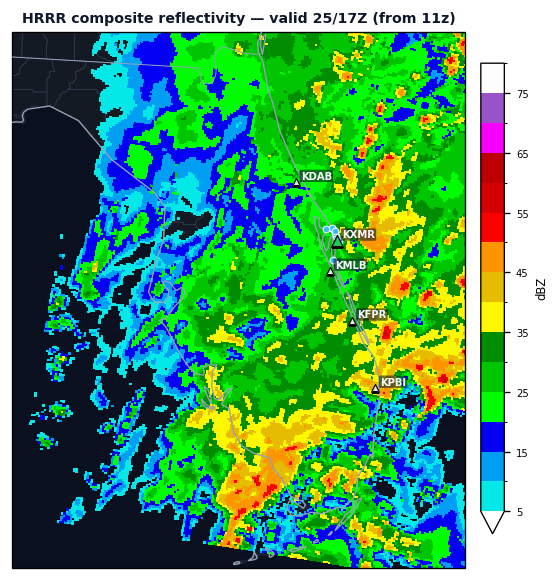 HRRR composite reflectivity — valid 25/17Z (from 11z)
KDAB
KXMR
KMLB
KFPR
KPBI
75
65
55
45
35
25
15
5
dBZ